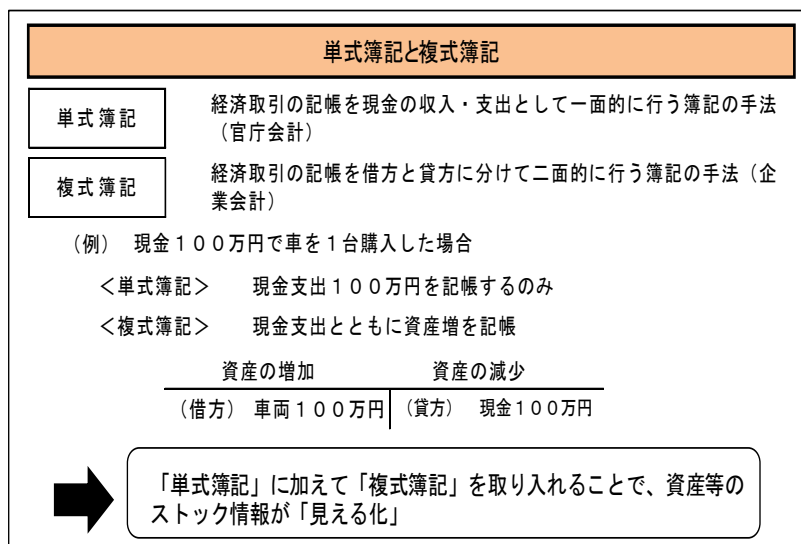 単式簿記と複式簿記
単式簿記
経済取引の記帳を現金の収入・支出として一面的に行う簿記の手法
（官庁会計）
複式簿記
経済取引の記帳を借方と貸方に分けて二面的に行う簿記の手法（企
業会計）
（例）　現金１００万円で車を１台購入した場合
＜単式簿記＞　　現金支出１００万円を記帳するのみ
＜複式簿記＞　　現金支出とともに資産増を記帳
資産の増加　　資産の減少
（借方）　車両１００万円　（貸方）　現金１００万円
「単式簿記」に加えて「複式簿記」を取り入れることで、資産等の
ストック情報が「見える化」